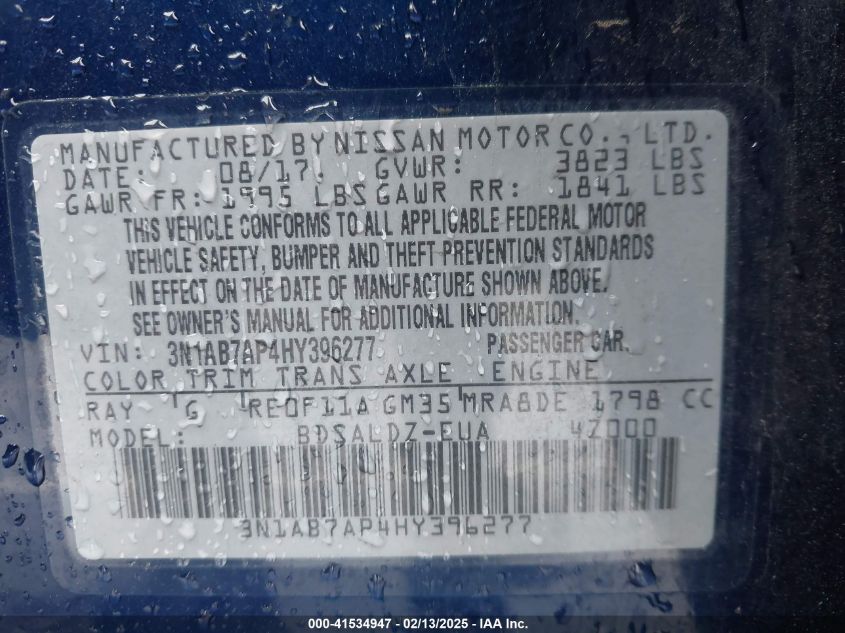 MANUFACTURED BY NISSAN MOTOR CO., LTD.
DATE: 08/17 GVWR: 3823 LBS
GAWR FR: 1995 LBS GAWR RR: 1841 LBS
THIS VEHICLE CONFORMS TO ALL APPLICABLE FEDERAL MOTOR
VEHICLE SAFETY, BUMPER AND THEFT PREVENTION STANDARDS
IN EFFECT ON THE DATE OF MANUFACTURE SHOWN ABOVE.
SEE OWNER'S MANUAL FOR ADDITIONAL INFORMATION.
VIN: 3N1AB7AP4HY396277 PASSENGER CAR
COLOR TRIM TRANS AXLE ENGINE
RAY G RE0F11A GM35 MRA8DE 1798 CC
MODEL: BDSALDZ-EUA 4Z000
3N1AB7AP4HY396277
000-41534947 - 02/13/2025 - IAA Inc.